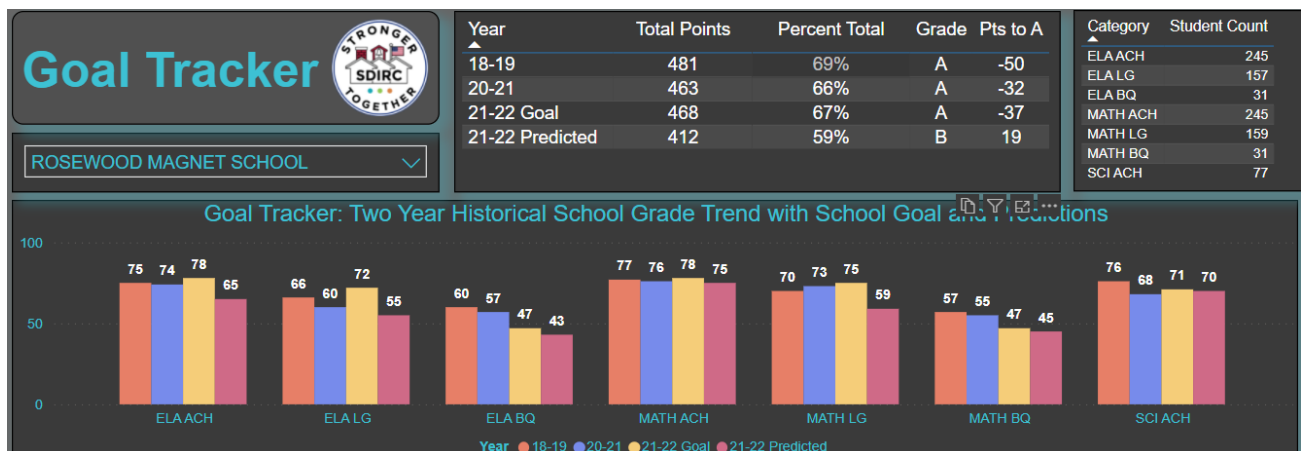 Goal Tracker
STRONGER
SDIRC
TOGETHER
ROSEWOOD MAGNET SCHOOL
Year Total Points Percent Total Grade Pts to A
18-19 481 69% A -50
20-21 463 66% A -32
21-22 Goal 468 67% A -37
21-22 Predicted 412 59% B 19
Category Student Count
ELA ACH 245
ELA LG 157
ELA BQ 31
MATH ACH 245
MATH LG 159
MATH BQ 31
SCI ACH 77
Goal Tracker: Two Year Historical School Grade Trend with School Goal and Predictions
100
50
0
75 74 78 65
66 60 72 55
60 57 47 43
77 76 78 75
70 73 75 59
57 55 47 45
76 68 71 70
ELA ACH ELA LG ELA BQ MATH ACH MATH LG MATH BQ SCI ACH
Year 18-19 20-21 21-22 Goal 21-22 Predicted